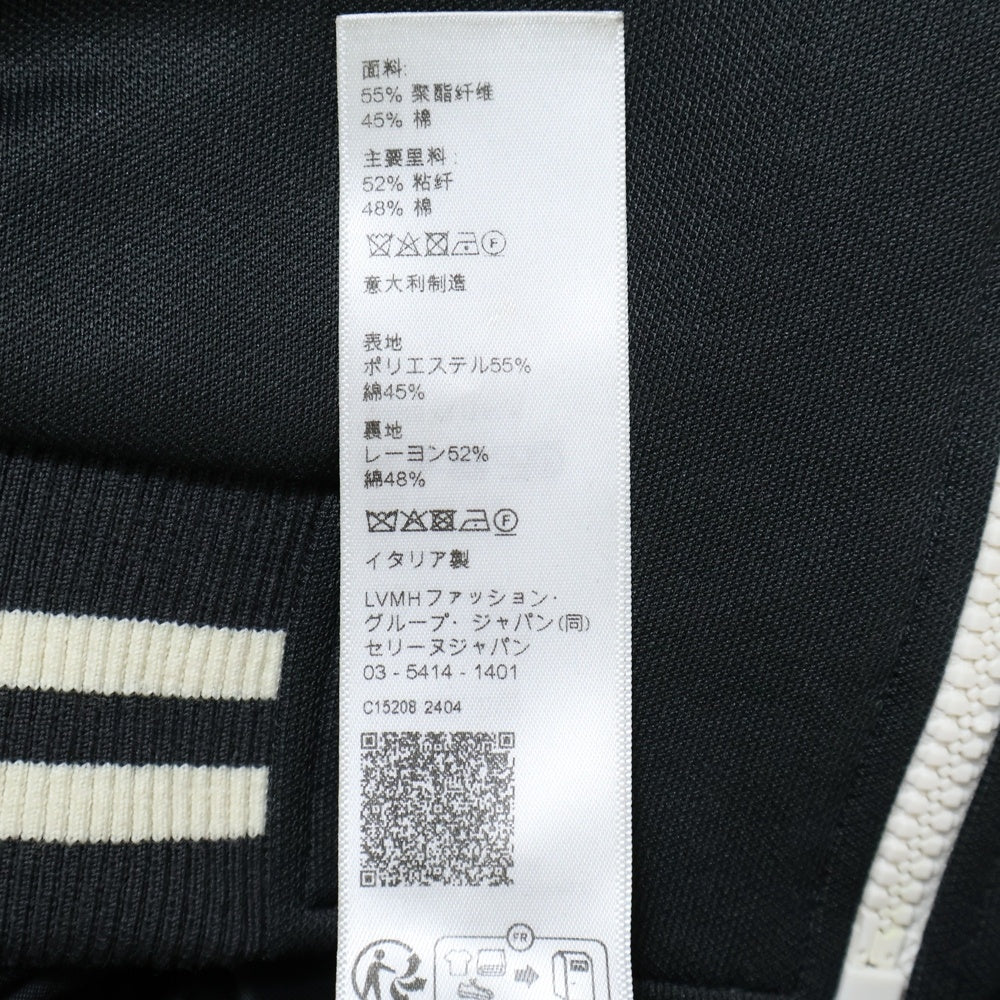 面料:
55% 聚酯纤维
45% 棉
主要里料:
52% 粘纤
48% 棉
F
意大利制造
表地
ポリエステル55%
綿45%
裏地
レーヨン52%
綿48%
F
イタリア製
LVMHファッション・
グループ・ジャパン(同)
セリーヌジャパン
03 - 5414 - 1401
C15208 2404
FR